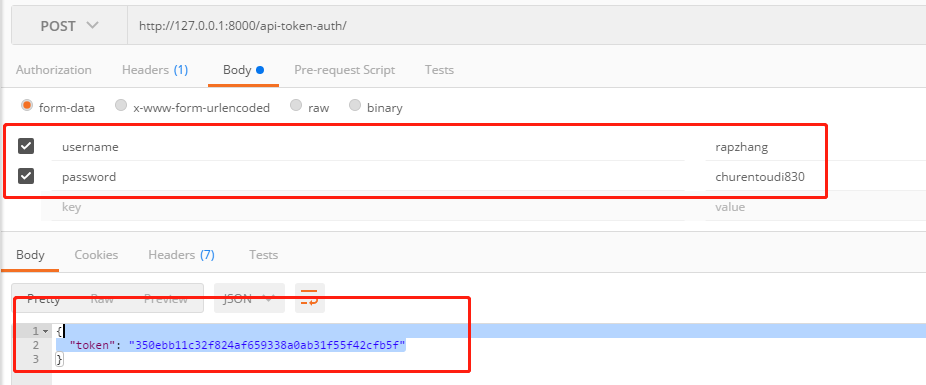 POST http://127.0.0.1:8000/api-token-auth/
Authorization Headers (1) Body Pre-request Script Tests
form-data x-www-form-urlencoded raw binary
username rapzhang
password churentoudi830
key value
Body Cookies Headers (7) Tests
Pretty Raw Preview JSON
1 {
2 "token": "350ebb11c32f824af659338a0ab31f55f42cfb5f"
3 }